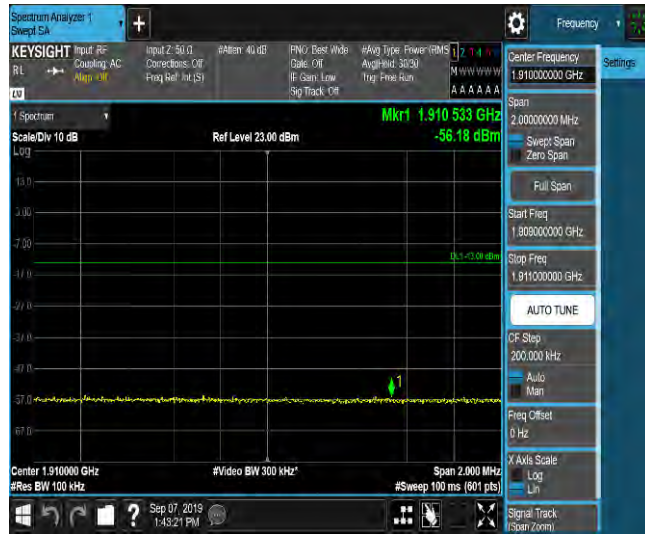 Spectrum Analyzer 1
Swept SA
+
Frequency
KEYSIGHT Input: RF
RL
Coupling: AC
Align: Off
Input Z: 50 Ω
Corrections: Off
Freq Ref: Int (S)
#Atten: 40 dB
PNO: Best Wide
Gate: Off
IF Gain: Low
Sig Track: Off
#Avg Type: Power (RMS
Avg|Hold: 30/30
Trig: Free Run
M W W W W W
A A A A A A
LXI
1 Spectrum
Scale/Div 10 dB
Log
Ref Level 23.00 dBm
Mkr1 1.910 533 GHz
-56.18 dBm
13.0
3.00
-7.00
DL1 -13.00 dBm
-17.0
-27.0
-37.0
-47.0
1
-57.0
-67.0
Center 1.910000 GHz
#Res BW 100 kHz
#Video BW 300 kHz*
Span 2.000 MHz
#Sweep 100 ms (601 pts)
?
Sep 07, 2019
1:43:21 PM
Center Frequency
1.910000000 GHz
Settings
Span
2.00000000 MHz
Swept Span
Zero Span
Full Span
Start Freq
1.909000000 GHz
Stop Freq
1.911000000 GHz
AUTO TUNE
CF Step
200.000 kHz
Auto
Man
Freq Offset
0 Hz
X Axis Scale
Log
Lin
Signal Track
(Span Zoom)